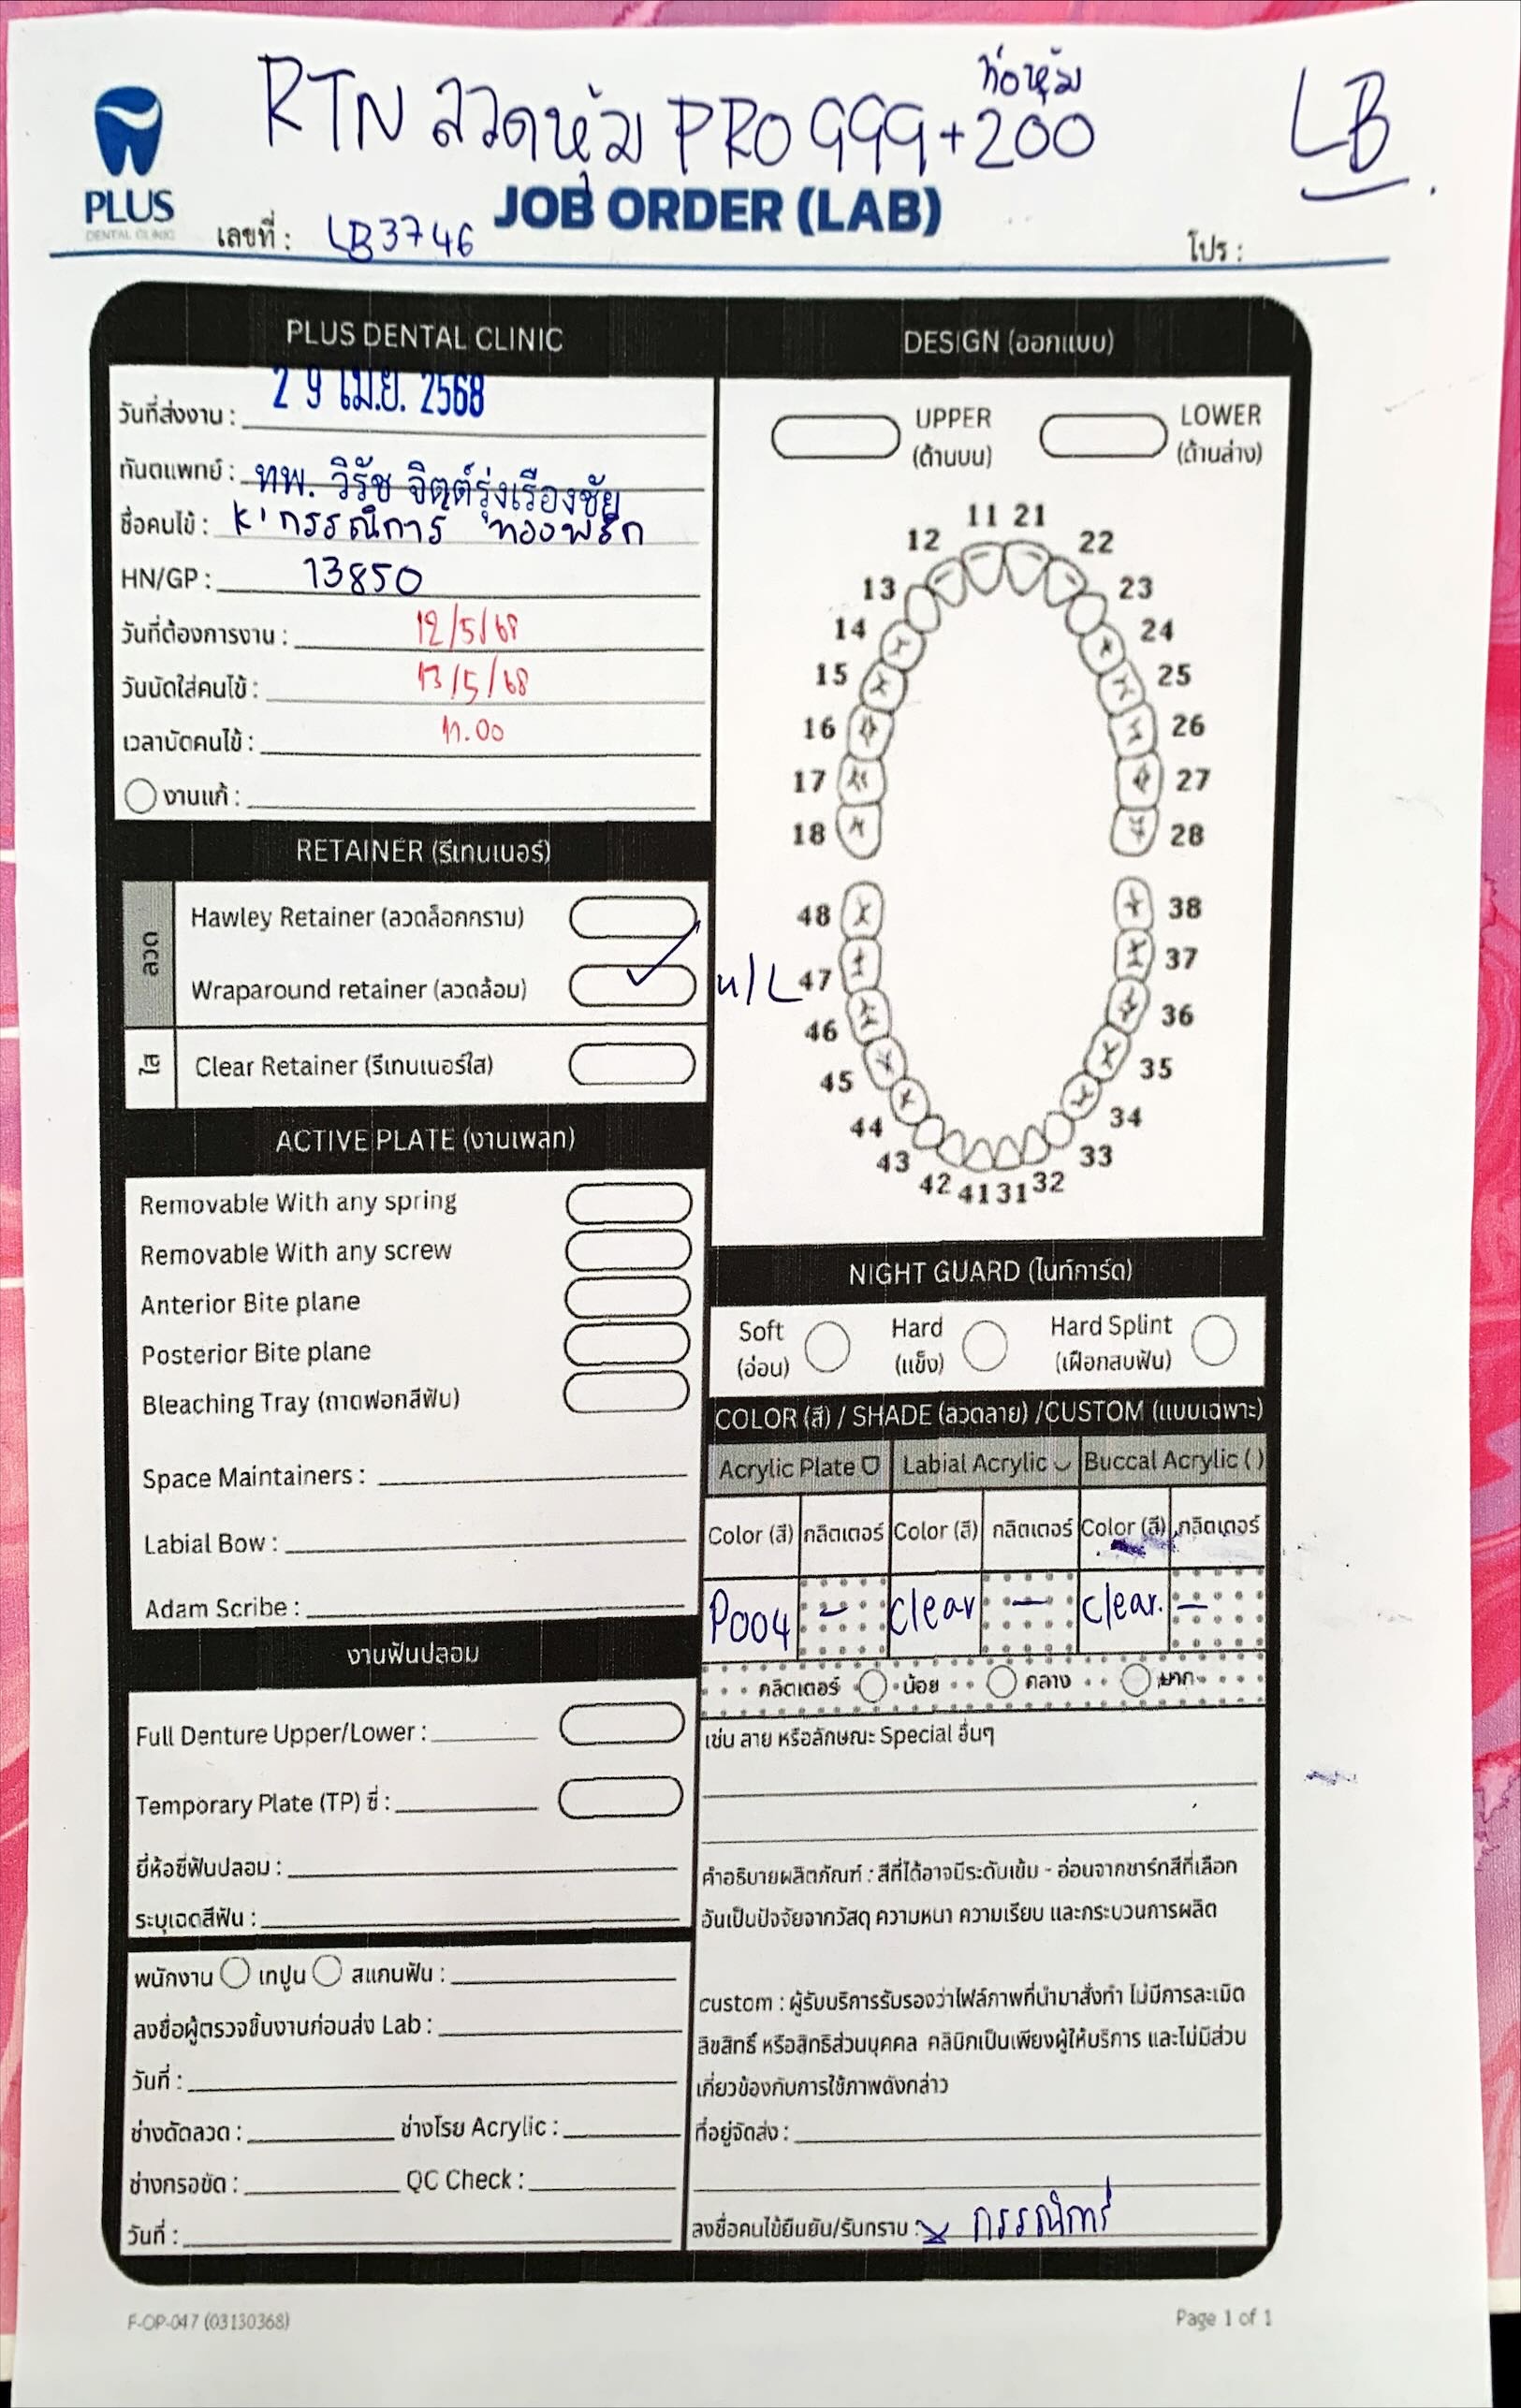 ท่อหุ้ม
RTN ลวดหุ้ม PRO 999+200
LB
PLUS
DENTAL CLINIC
JOB ORDER (LAB)
เลขที่ : LB3746
โปร :
PLUS DENTAL CLINIC
วันที่ส่งงาน : 29 เม.ย. 2568
ทันตแพทย์ : ทพ. วิรัช จิตต์รุ่งเรืองชัย
ชื่อคนไข้ : K' กรรณิการ์
HN/GP : 13850
วันที่ต้องการงาน : 12/5/68
วันนัดใส่คนไข้ : 13/5/68
เวลานัดคนไข้ : 11.00
งานแก้ :
RETAINER (รีเทนเนอร์)
ลวด
Hawley Retainer (ลวดล็อกกราม)
Wraparound retainer (ลวดล้อม) ✓ u/L
ใส
Clear Retainer (รีเทนเนอร์ใส)
ACTIVE PLATE (งานเพลท)
Removable With any spring
Removable With any screw
Anterior Bite plane
Posterior Bite plane
Bleaching Tray (ถาดฟอกสีฟัน)
Space Maintainers :
Labial Bow :
Adam Scribe :
งานฟันปลอม
Full Denture Upper/Lower :
Temporary Plate (TP) ซี่ :
ยี่ห้อซี่ฟันปลอม :
ระบุเฉดสีฟัน :
พนักงาน เทปูน สแกนฟัน :
ลงชื่อผู้ตรวจชิ้นงานก่อนส่ง Lab :
วันที่ :
ช่างดัดลวด : ช่างโรย Acrylic :
ช่างกรอขัด : QC Check :
วันที่ :
DESIGN (ออกแบบ)
UPPER (ด้านบน)
LOWER (ด้านล่าง)
11 21
12 22
13 23
14 24
15 25
16 26
17 27
18 28
48 38
47 37
46 36
45 35
44 34
43 33
42 41 31 32
NIGHT GUARD (ไนท์การ์ด)
Soft (อ่อน)
Hard (แข็ง)
Hard Splint (เฝือกสบฟัน)
COLOR (สี) / SHADE (ลวดลาย) /CUSTOM (แบบเฉพาะ)
Acrylic Plate Labial Acrylic Buccal Acrylic ( )
Color (สี) กลิตเตอร์ Color (สี) กลิตเตอร์ Color (สี) กลิตเตอร์
P004 - clear - clear. -
กลิตเตอร์ น้อย กลาง มาก
เช่น ลาย หรือลักษณะ Special อื่นๆ
คำอธิบายผลิตภัณฑ์ : สีที่ได้อาจมีระดับเข้ม - อ่อนจากชาร์ทสีที่เลือก
อันเป็นปัจจัยจากวัสดุ ความหนา ความเรียบ และกระบวนการผลิต
custom : ผู้รับบริการรับรองว่าไฟล์ภาพที่นำมาสั่งทำ ไม่มีการละเมิด
ลิขสิทธิ์ หรือสิทธิส่วนบุคคล คลินิกเป็นเพียงผู้ให้บริการ และไม่มีส่วน
เกี่ยวข้องกับการใช้ภาพดังกล่าว
ที่อยู่จัดส่ง :
ลงชื่อคนไข้ยืนยัน/รับทราบ : x กรรณิการ์
F-OP-047 (03130368)
Page 1 of 1